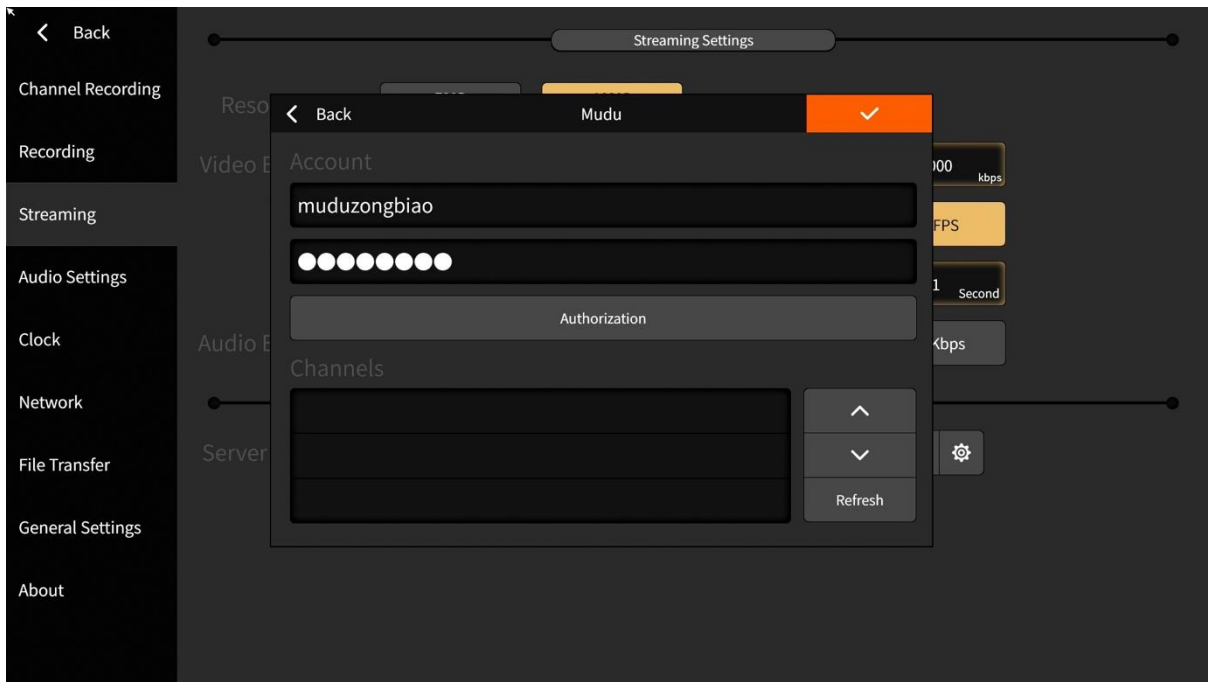 Back
Streaming Settings
Channel Recording
Recording
Streaming
Audio Settings
Clock
Network
File Transfer
General Settings
About
Reso
Video B
Audio B
Server
Back
Mudu
Account
muduzongbiao
Authorization
Channels
Refresh
000
kbps
FPS
1
Second
Kbps